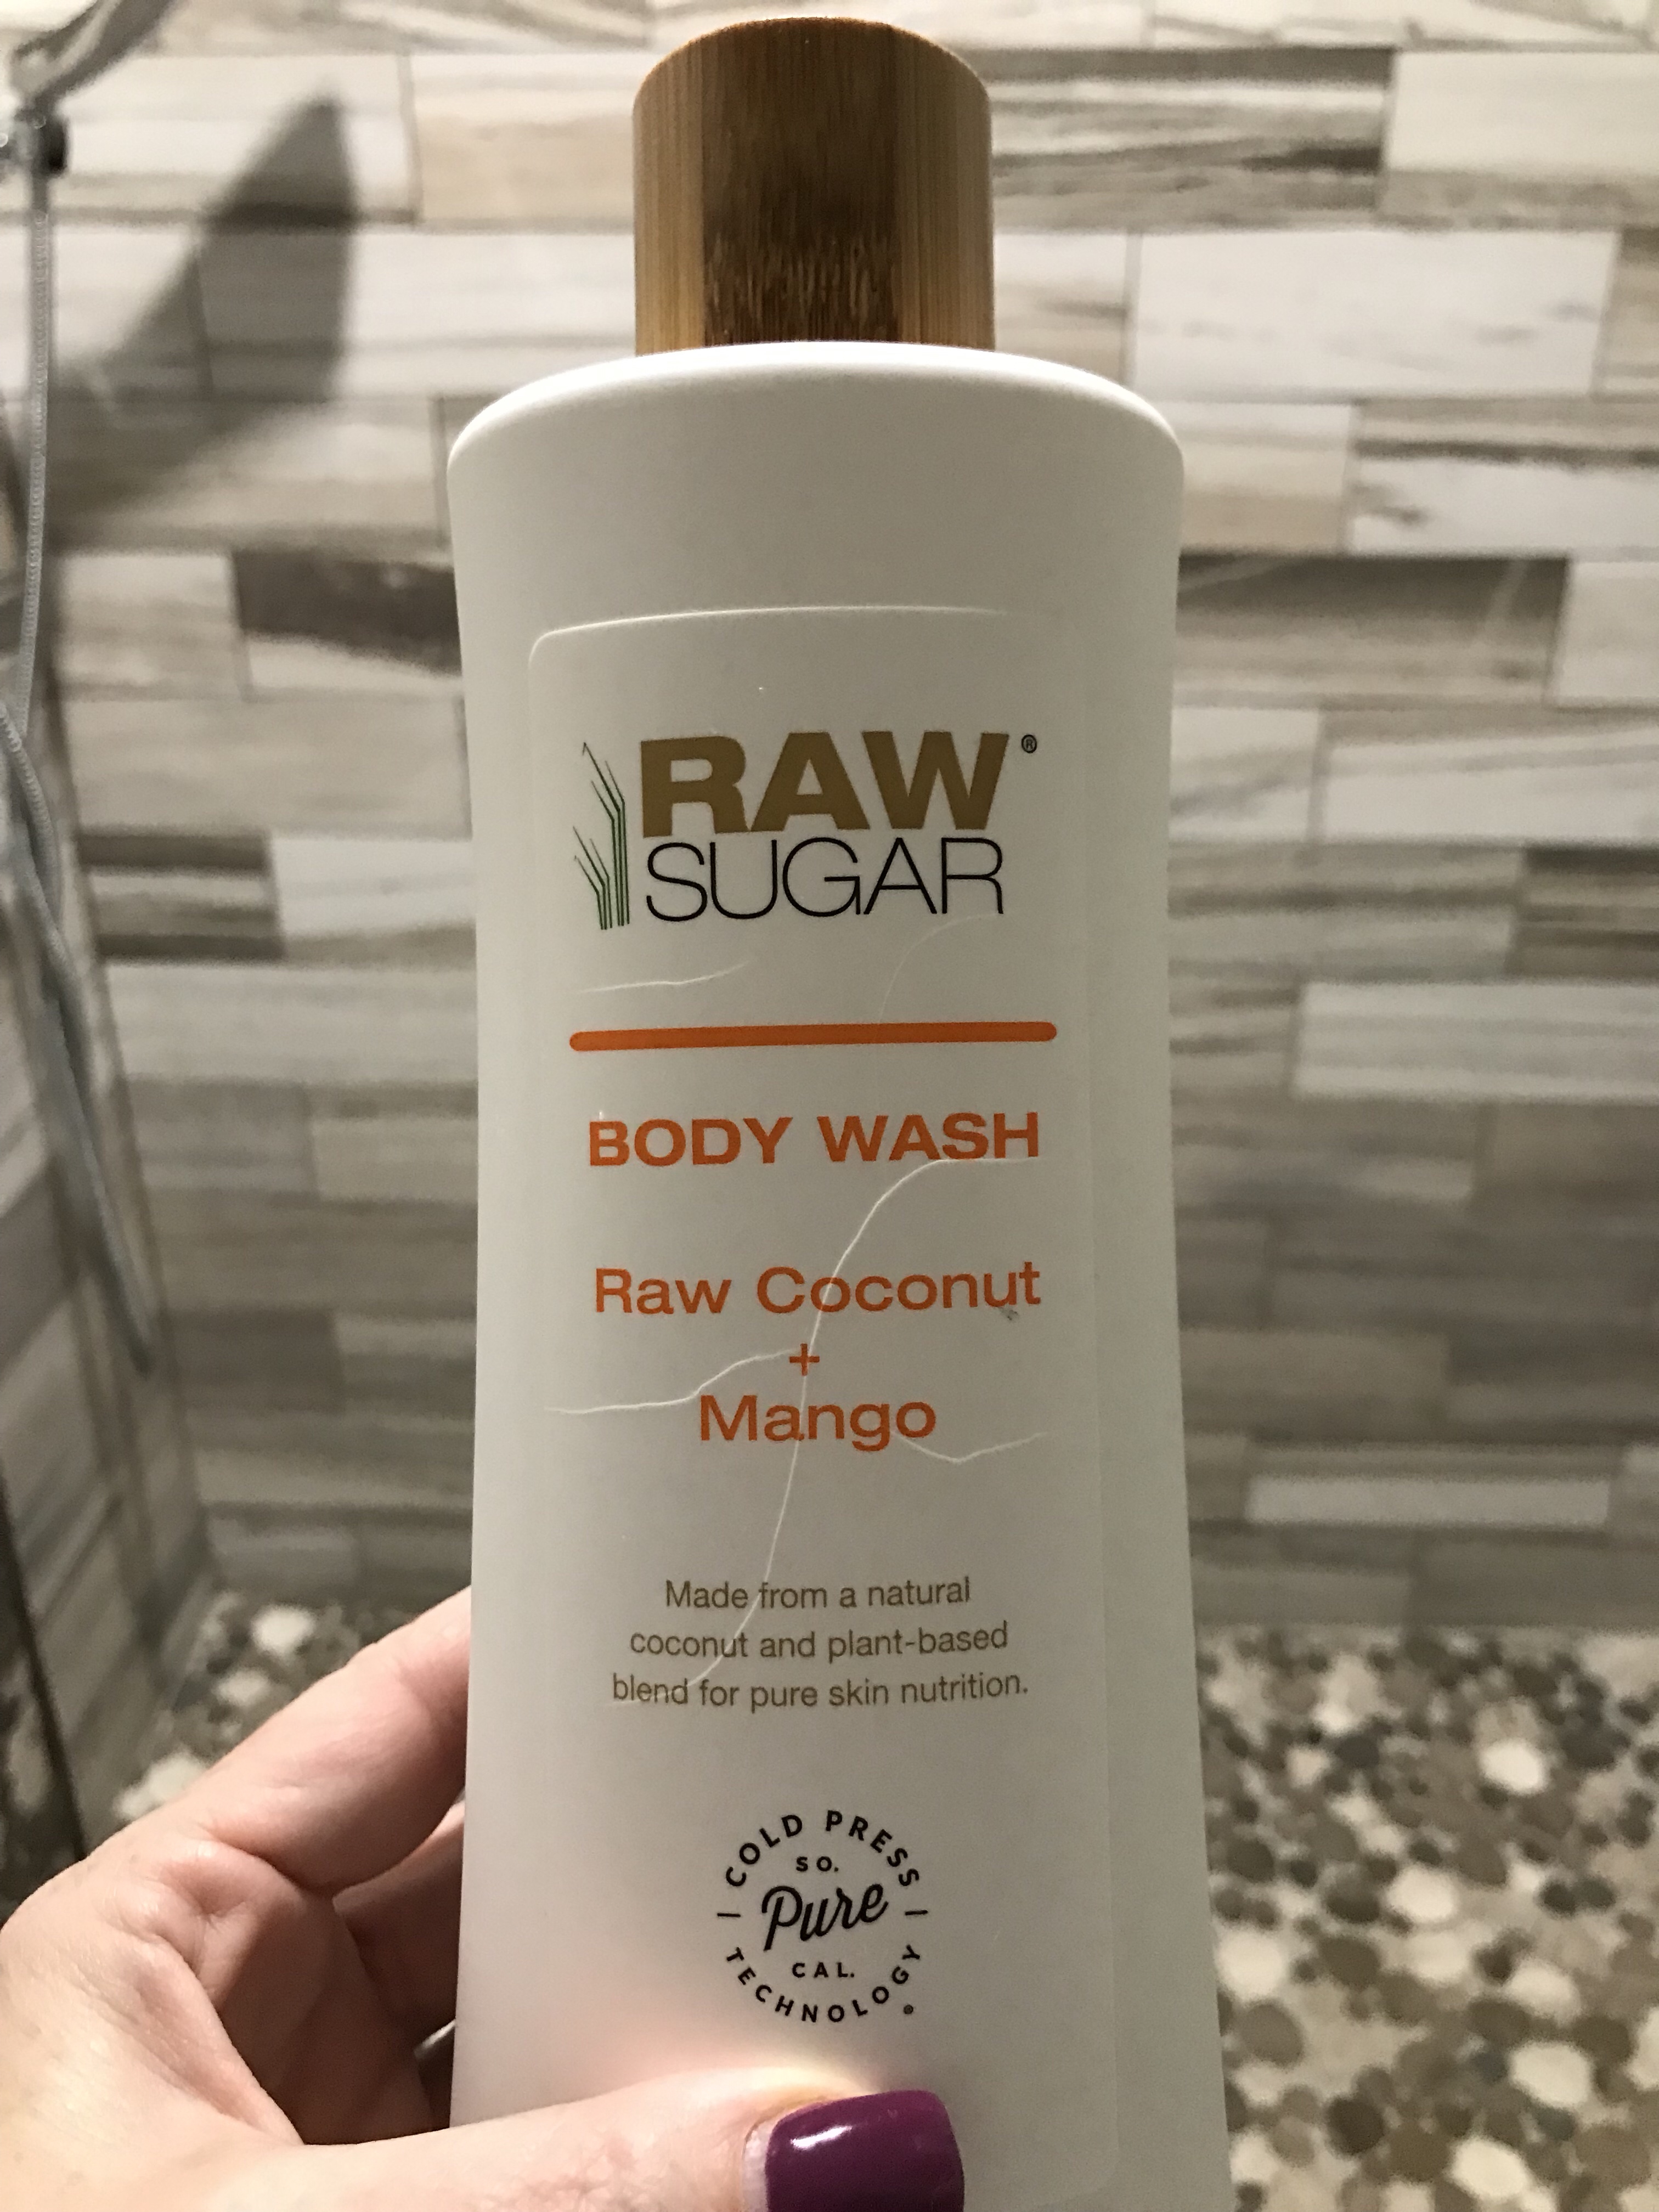 RAW®
SUGAR
BODY WASH
Raw Coconut
+
Mango
Made from a natural
coconut and plant-based
blend for pure skin nutrition.
COLD PRESS
SO.
Pure
CAL.
TECHNOLOGY